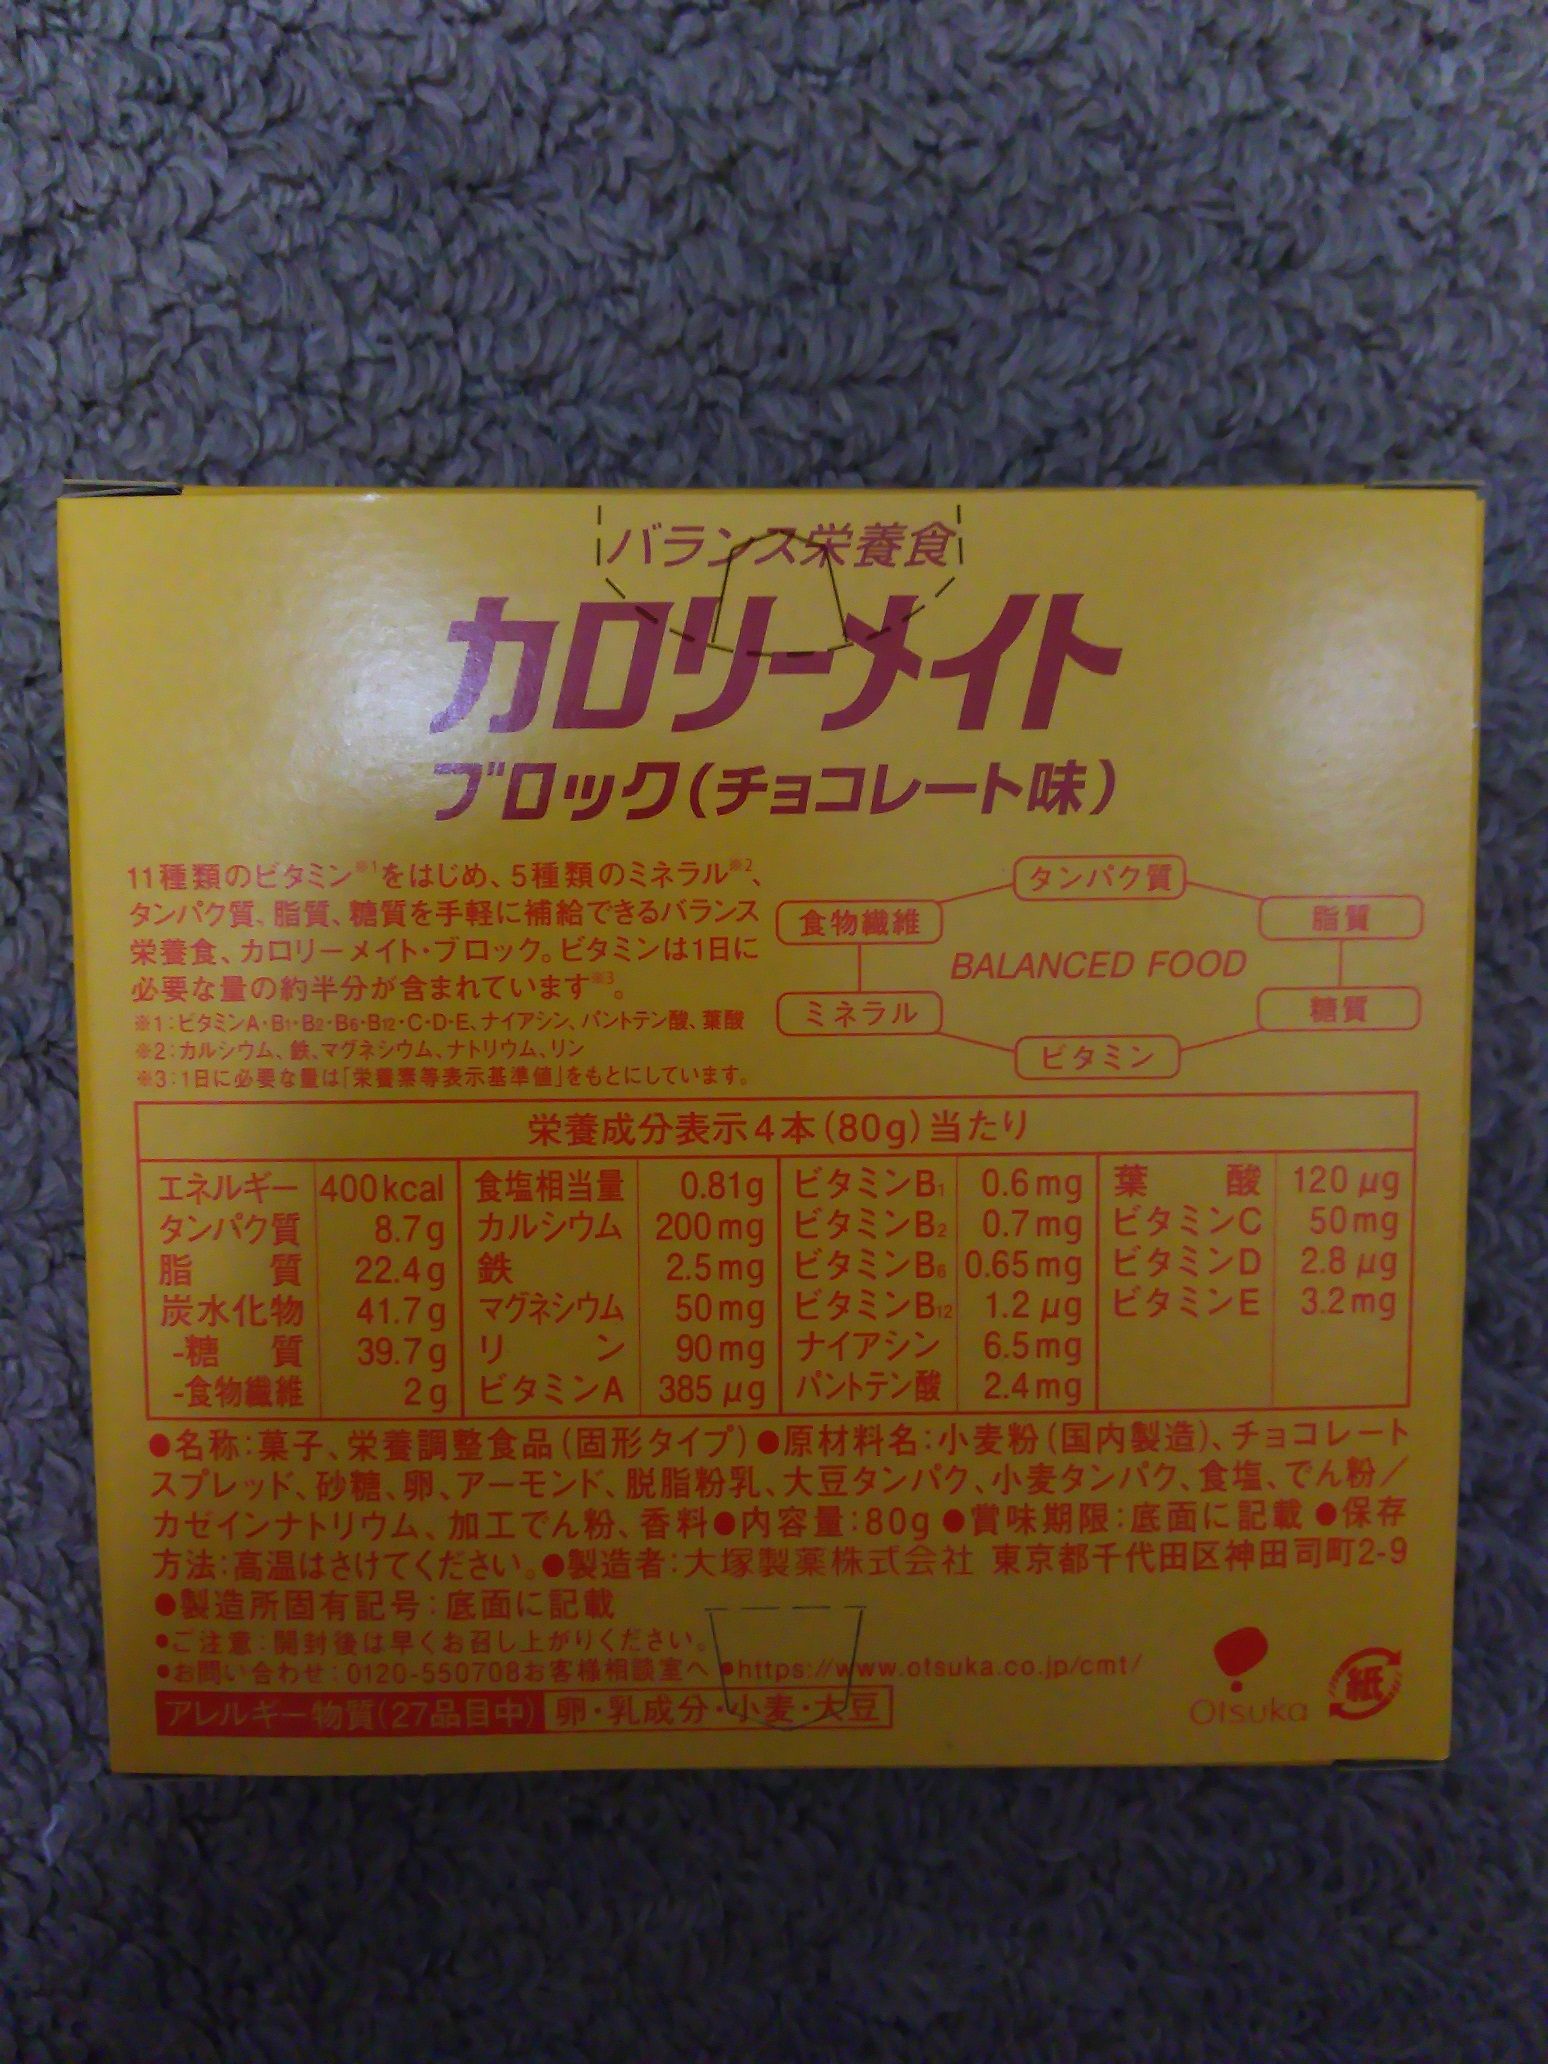 バランス栄養食
カロリーメイト
ブロック(チョコレート味)
11種類のビタミン※1をはじめ、5種類のミネラル※2、
タンパク質、脂質、糖質を手軽に補給できるバランス
栄養食、カロリーメイト・ブロック。ビタミンは1日に
必要な量の約半分が含まれています※3。
※1:ビタミンA・B1・B2・B6・B12・C・D・E、ナイアシン、パントテン酸、葉酸
※2:カルシウム、鉄、マグネシウム、ナトリウム、リン
※3:1日に必要な量は「栄養素等表示基準値」をもとにしています。
タンパク質
食物繊維 脂質
BALANCED FOOD
ミネラル 糖質
ビタミン
栄養成分表示4本(80g)当たり
エネルギー 400kcal 食塩相当量 0.81g ビタミンB1 0.6mg 葉酸 120μg
タンパク質 8.7g カルシウム 200mg ビタミンB2 0.7mg ビタミンC 50mg
脂質 22.4g 鉄 2.5mg ビタミンB6 0.65mg ビタミンD 2.8μg
炭水化物 41.7g マグネシウム 50mg ビタミンB12 1.2μg ビタミンE 3.2mg
-糖質 39.7g リン 90mg ナイアシン 6.5mg
-食物繊維 2g ビタミンA 385μg パントテン酸 2.4mg
●名称:菓子、栄養調整食品(固形タイプ)●原材料名:小麦粉(国内製造)、チョコレート
スプレッド、砂糖、卵、アーモンド、脱脂粉乳、大豆タンパク、小麦タンパク、食塩、でん粉/
カゼインナトリウム、加工でん粉、香料●内容量:80g●賞味期限:底面に記載●保存
方法:高温はさけてください。●製造者:大塚製薬株式会社 東京都千代田区神田司町2-9
●製造所固有記号:底面に記載
●ご注意:開封後は早くお召し上がりください。
●お問い合わせ:0120-550708お客様相談室へ ●https://www.otsuka.co.jp/cmt/
アレルギー物質(27品目中) 卵・乳成分・小麦・大豆
Otsuka
紙